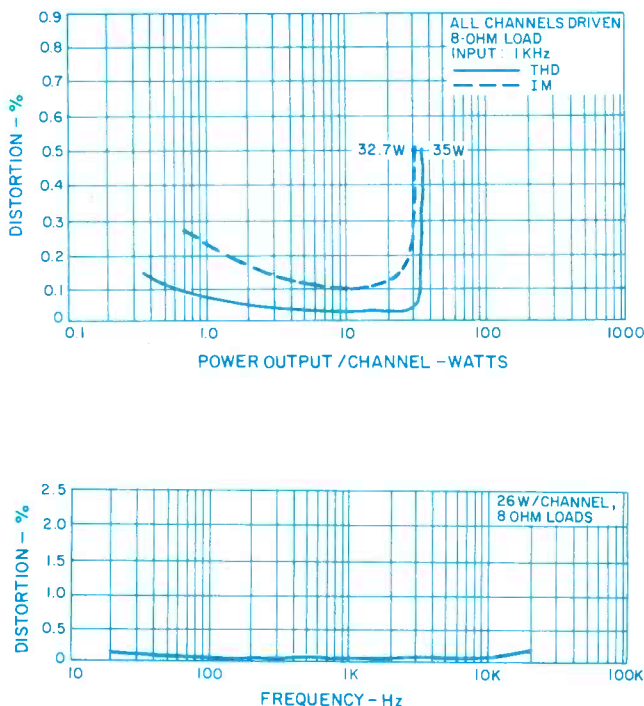 0.9
0.8
0.7
0.6
0.5
0.4
0.3
0.2
0.1
0
DISTORTION - %
ALL CHANNELS DRIVEN
8-OHM LOAD
INPUT: 1KHz
THD
IM
32.7W
35W
0.1
1.0
10
100
1000
POWER OUTPUT/CHANNEL -WATTS
2.5
2.0
1.5
1.0
0.5
0
DISTORTION - %
26W/CHANNEL,
8 OHM LOADS
10
100
1K
10K
100K
FREQUENCY - Hz